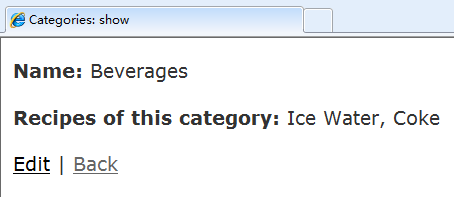 Categories: show
Name: Beverages
Recipes of this category: Ice Water, Coke
Edit | Back